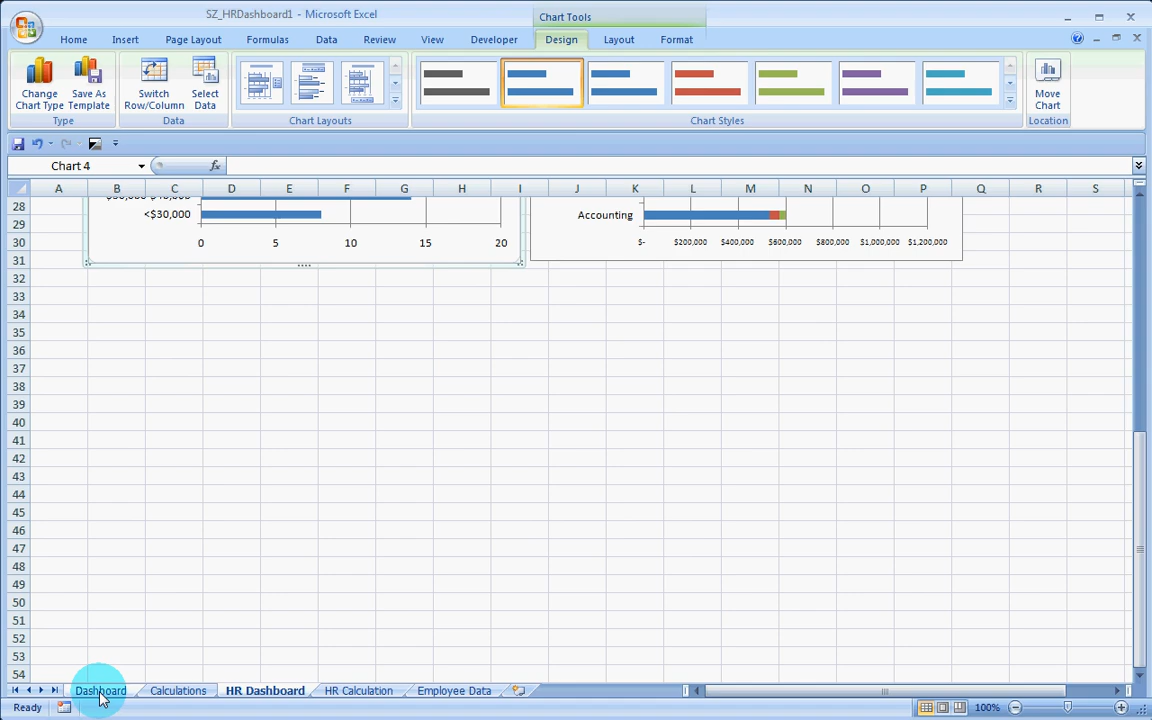 SZ_HRDashboard1 - Microsoft Excel
Chart Tools
Home Insert Page Layout Formulas Data Review View Developer Design Layout Format
Change Chart Type
Save As Template
Switch Row/Column
Select Data
Move Chart
Type Data Chart Layouts Chart Styles Location
Chart 4
fx
A B C D E F G H I J K L M N O P Q R S
28
<$30,000 Accounting
29
30 0 5 10 15 20 $- $200,000 $400,000 $600,000 $800,000 $1,000,000 $1,200,000
31
32
33
34
35
36
37
38
39
40
41
42
43
44
45
46
47
48
49
50
51
52
53
54
Dashboard Calculations HR Dashboard HR Calculation Employee Data
Ready 100%